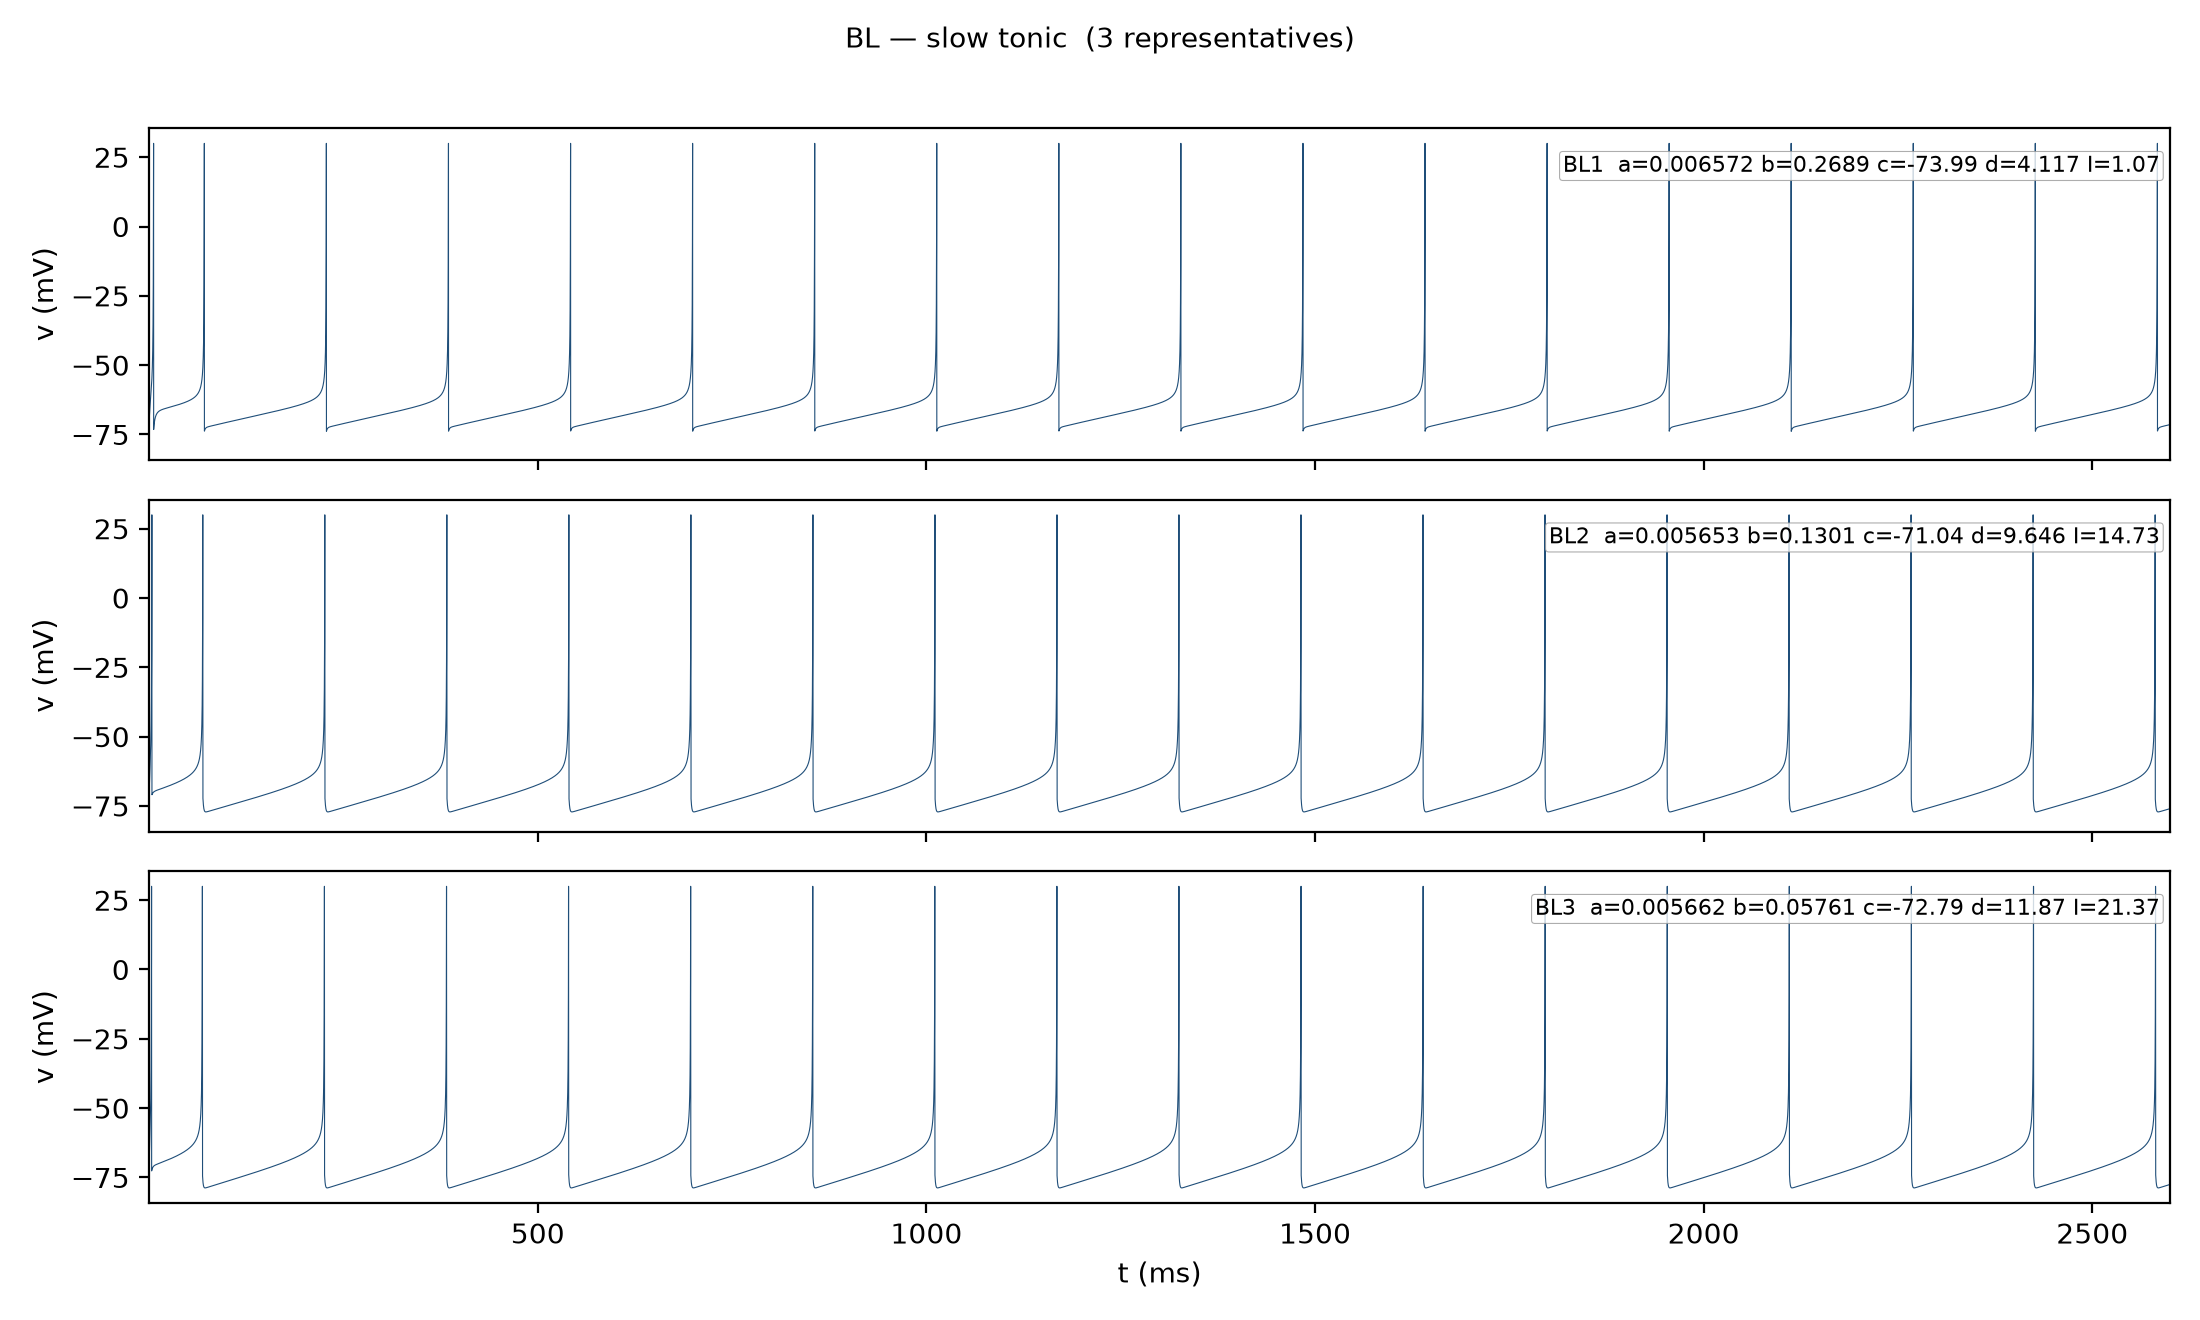 BL — slow tonic  (3 representatives)
25
0
−25
−50
−75
v (mV)
BL1  a=0.006572 b=0.2689 c=-73.99 d=4.117 I=1.07
25
0
−25
−50
−75
v (mV)
BL2  a=0.005653 b=0.1301 c=-71.04 d=9.646 I=14.73
25
0
−25
−50
−75
v (mV)
BL3  a=0.005662 b=0.05761 c=-72.79 d=11.87 I=21.37
500 1000 1500 2000 2500
t (ms)